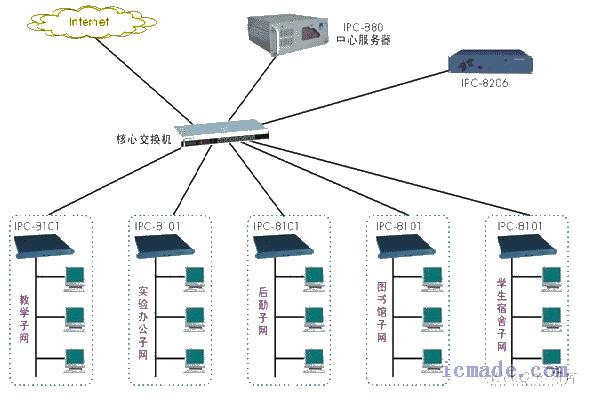 Internet
IPC-880
中心服务器
IPC-8206
核心交换机
IPC-8101
IPC-8101
IPC-8101
IPC-8101
IPC-8101
教学子网
实验办公子网
后勤子网
图书馆子网
学生宿舍子网
icmade.com